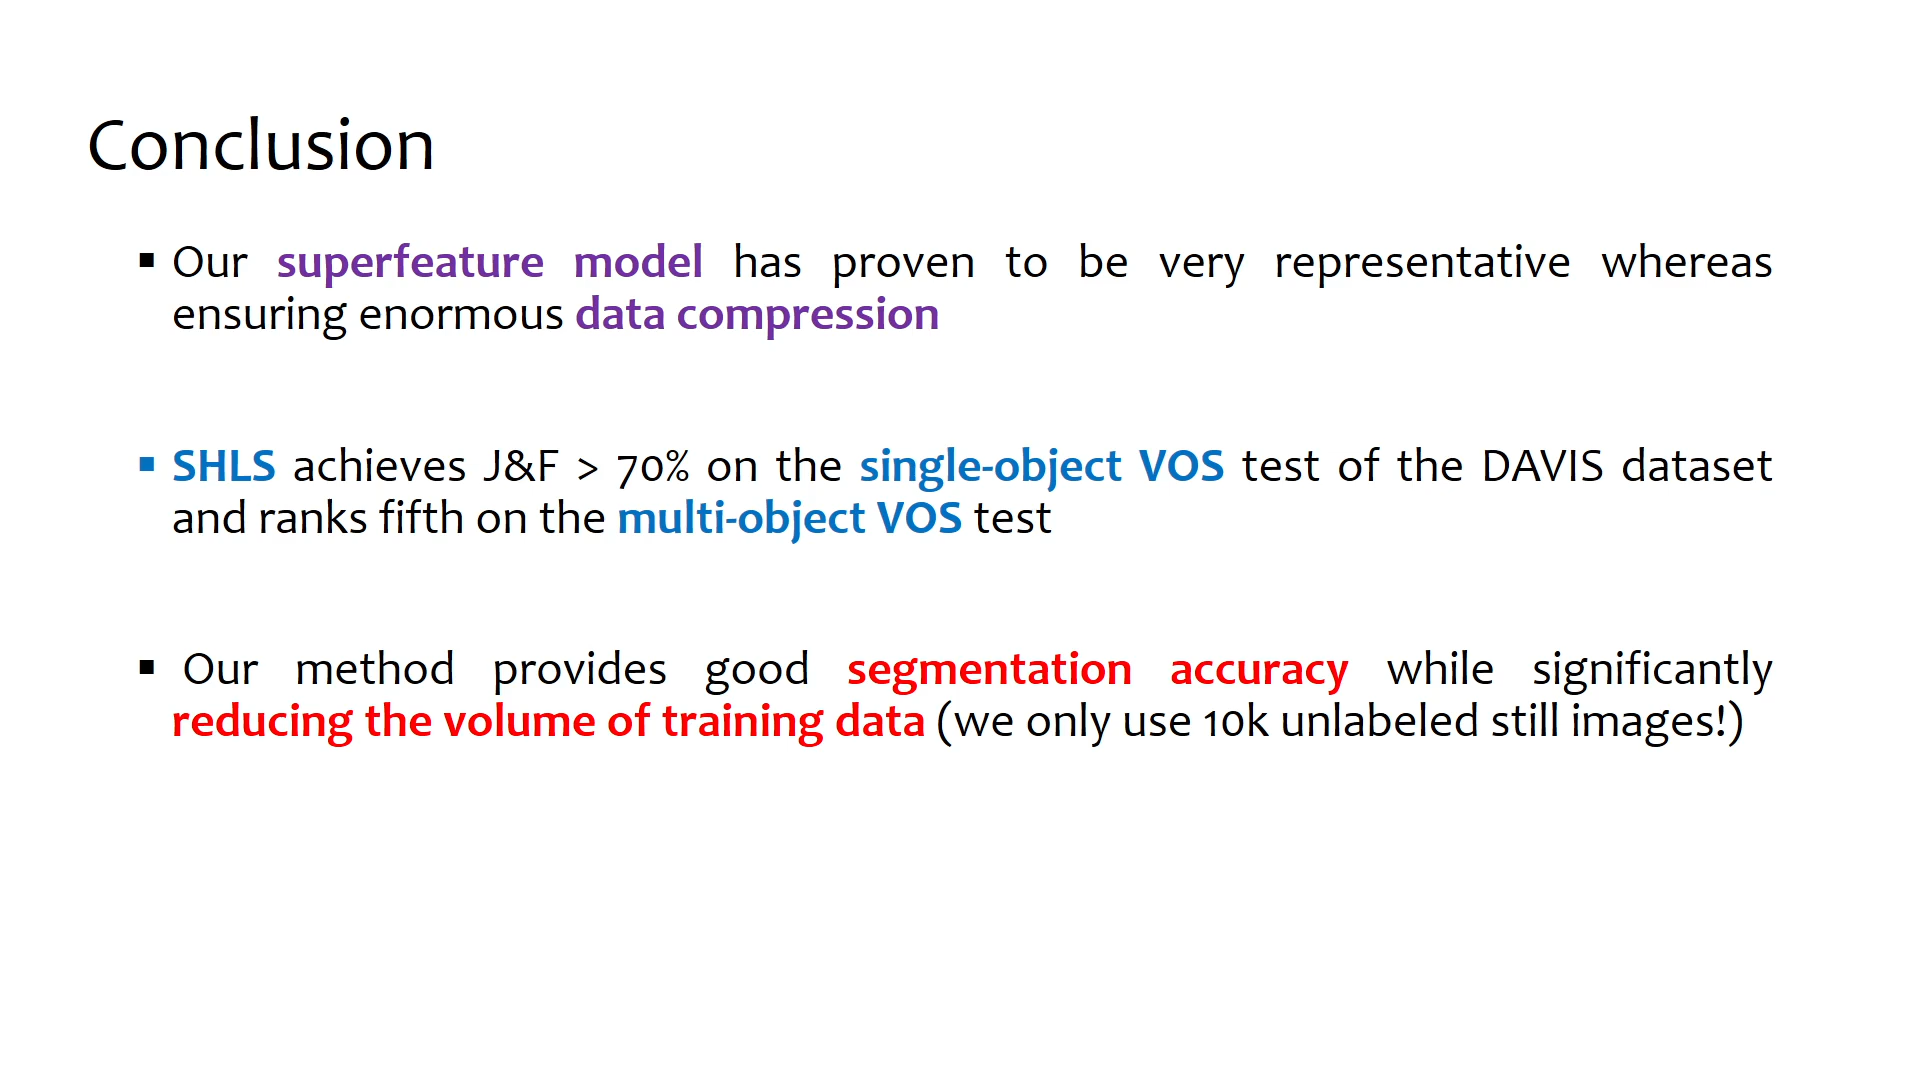 Conclusion
▪ Our superfeature model has proven to be very representative whereas
ensuring enormous data compression
▪ SHLS achieves J&F > 70% on the single-object VOS test of the DAVIS dataset
and ranks fifth on the multi-object VOS test
▪ Our method provides good segmentation accuracy while significantly
reducing the volume of training data (we only use 10k unlabeled still images!)